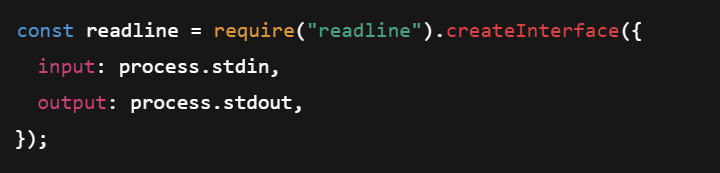 const readline = require("readline").createInterface({
  input: process.stdin,
  output: process.stdout,
});